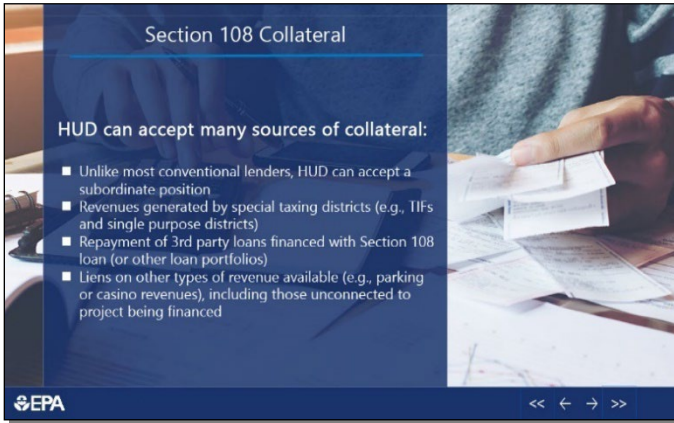 Section 108 Collateral
HUD can accept many sources of collateral:
■ Unlike most conventional lenders, HUD can accept a
subordinate position
■ Revenues generated by special taxing districts (e.g., TIFs
and single purpose districts)
■ Repayment of 3rd party loans financed with Section 108
loan (or other loan portfolios)
■ Liens on other types of revenue available (e.g., parking
or casino revenues), including those unconnected to
project being financed
EPA
<< ← → >>